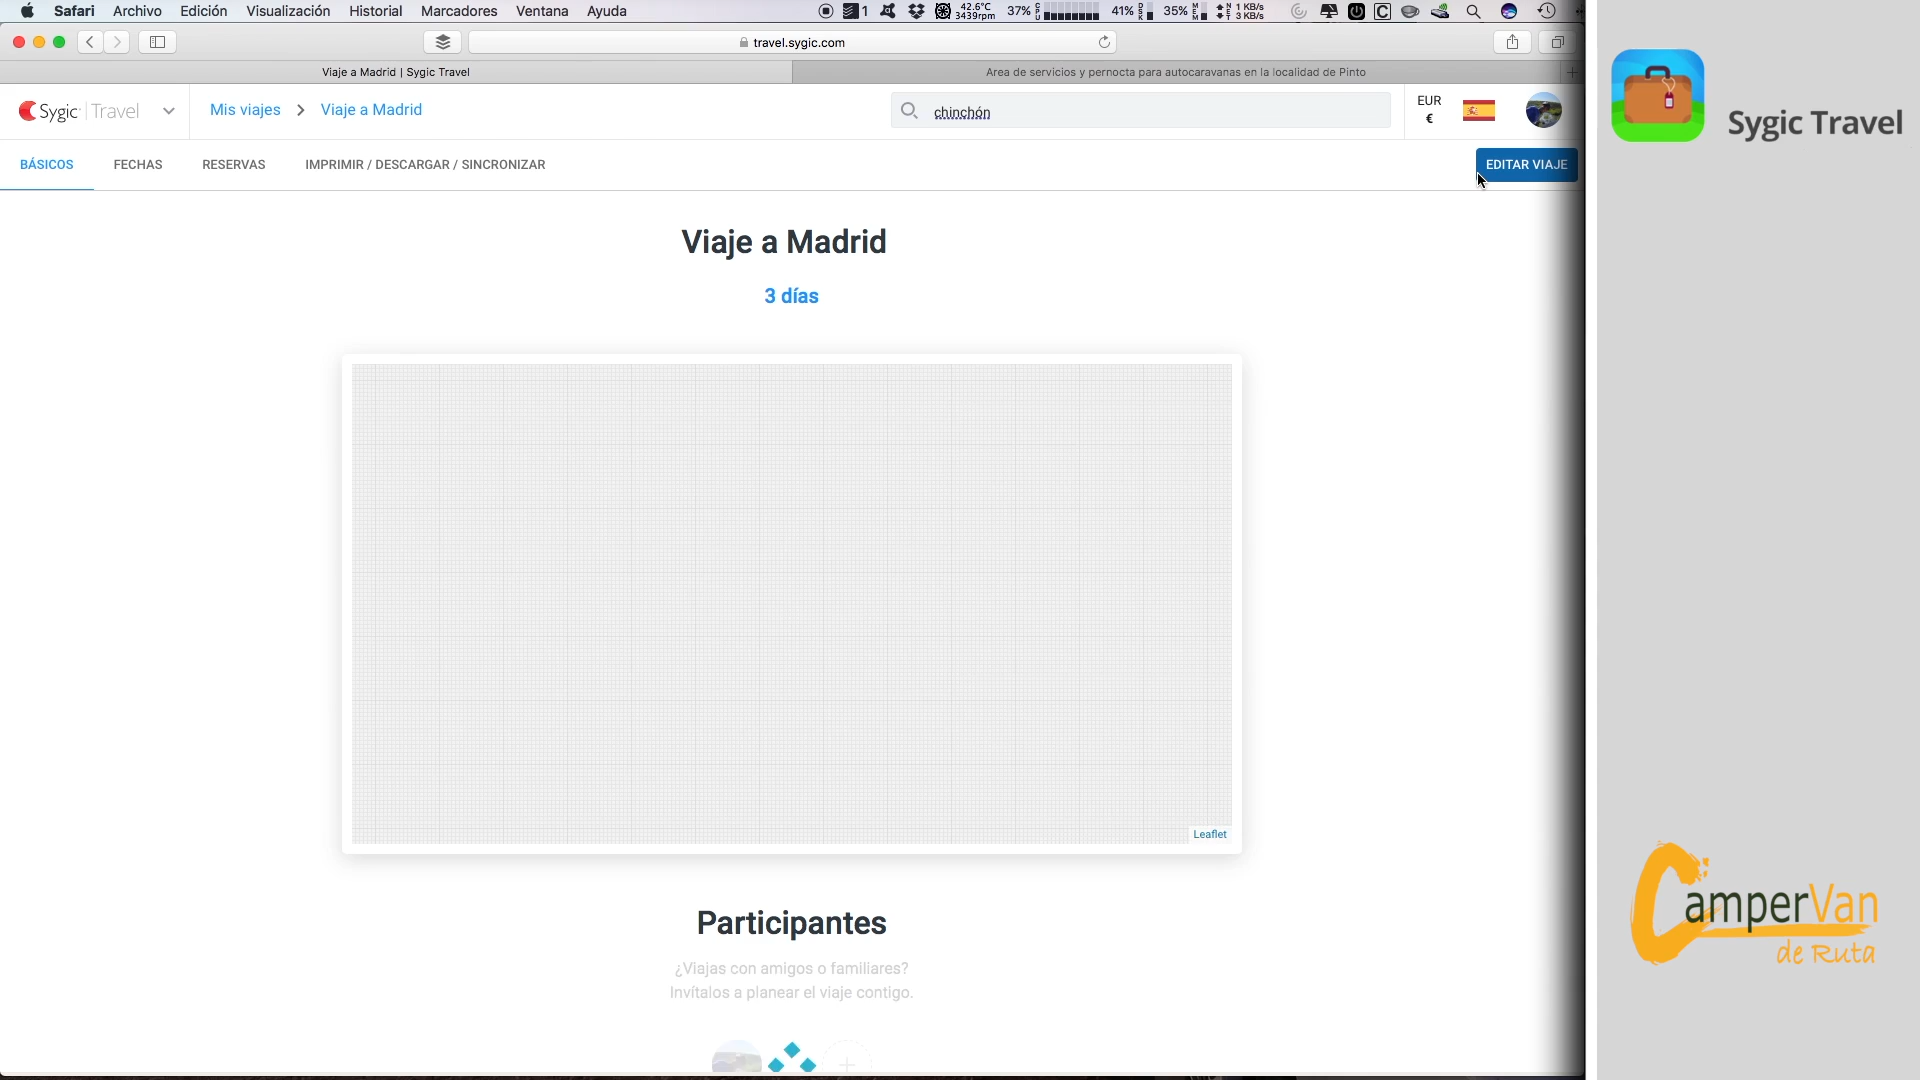 Safari Archivo Edición Visualización Historial Marcadores Ventana Ayuda
1 42.6°C 3439rpm 37% 41% 35% 1 KB/s 3 KB/s
travel.sygic.com
Viaje a Madrid | Sygic Travel
Area de servicios y pernocta para autocaravanas en la localidad de Pinto
Sygic Travel
Mis viajes > Viaje a Madrid
chinchón
EUR
€
BÁSICOS FECHAS RESERVAS IMPRIMIR / DESCARGAR / SINCRONIZAR
EDITAR VIAJE
Viaje a Madrid
3 días
Leaflet
Participantes
¿Viajas con amigos o familiares?
Invítalos a planear el viaje contigo.
Sygic Travel
CamperVan
de Ruta